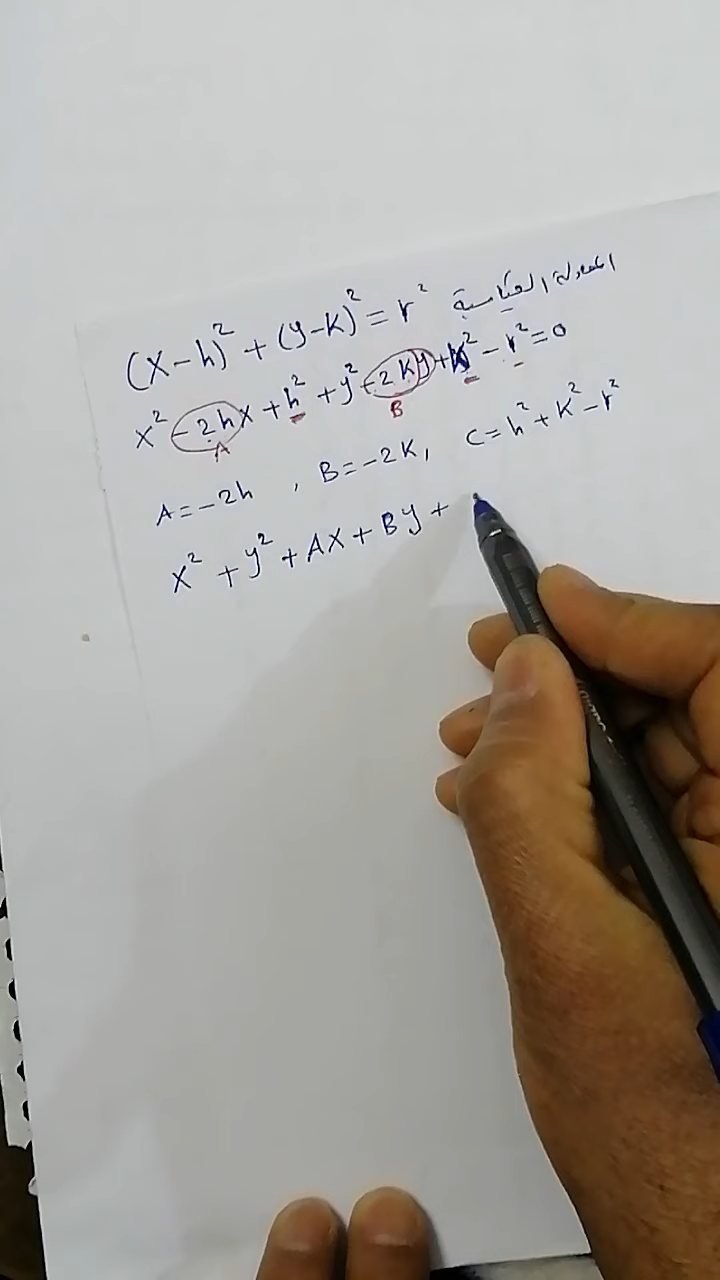 (x-h)² + (y-k)² = r² المعادلة القياسية
x² -2hx + h² + y² -2ky + k² - r² = 0
A B
A = -2h , B = -2k, C = h² + k² - r²
x² + y² + Ax + By +